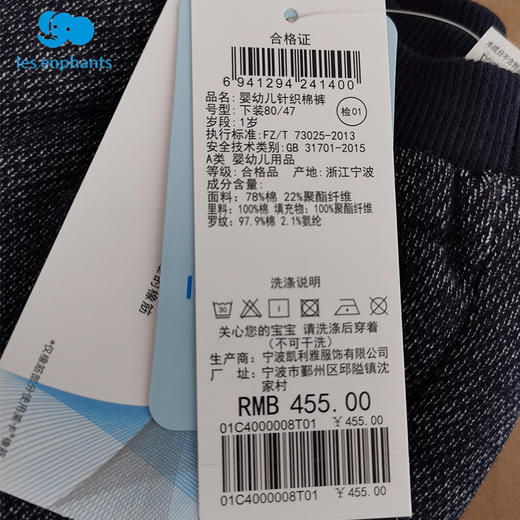 les enphants
合格证
6 941294 241400
品名: 婴幼儿针织棉裤
号型: 下装80/47
检01
岁段: 1岁
执行标准: FZ/T 73025-2013
安全技术类别: GB 31701-2015
A类 婴幼儿用品
等级: 合格品 产地: 浙江宁波
成分含量:
面料: 78%棉 22%聚酯纤维
里料: 100%棉 填充物: 100%聚酯纤维
罗纹: 97.9%棉 2.1%氨纶
洗涤说明
30
关心您的宝宝 请洗涤后穿着
(不可干洗)
生产商: 宁波凯利雅服饰有限公司
厂 址: 宁波市鄞州区邱隘镇沈
家村
RMB 455.00
01C4000008T01 ¥455.00
01C4000008T01 ¥455.00